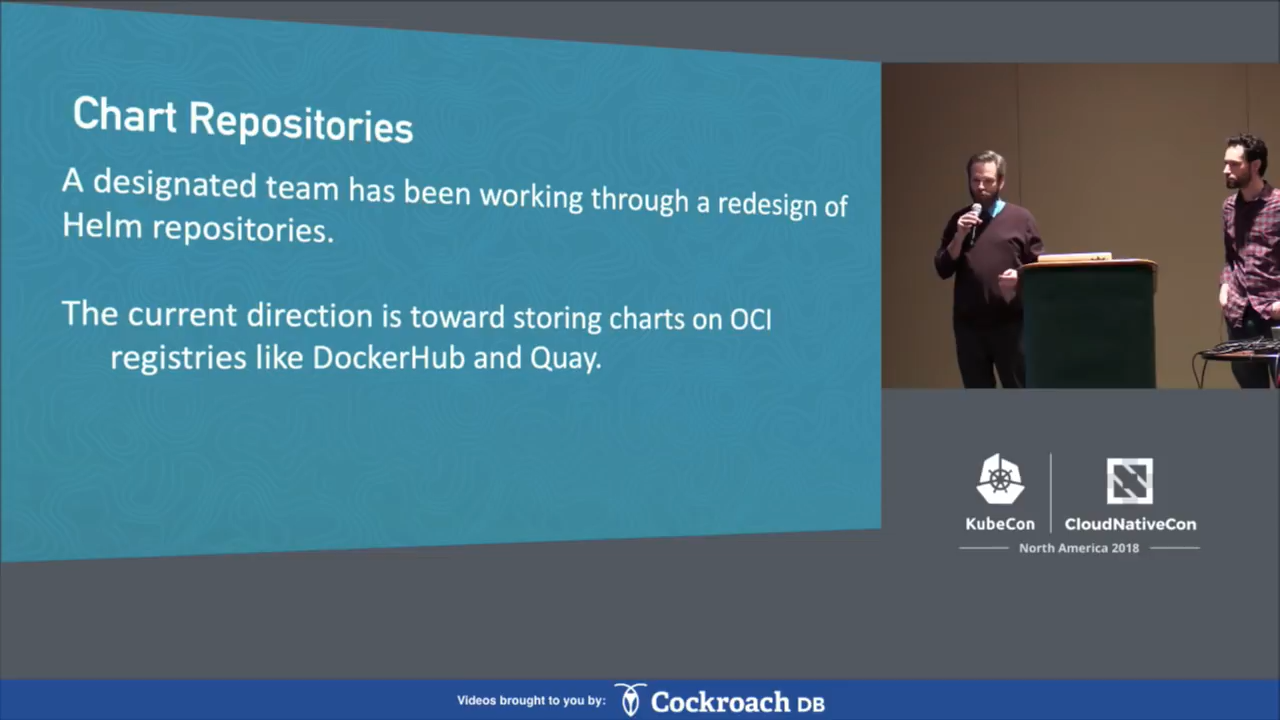 Chart Repositories
A designated team has been working through a redesign of
Helm repositories.
The current direction is toward storing charts on OCI
registries like DockerHub and Quay.
KubeCon
CloudNativeCon
North America 2018
Videos brought to you by:
Cockroach DB